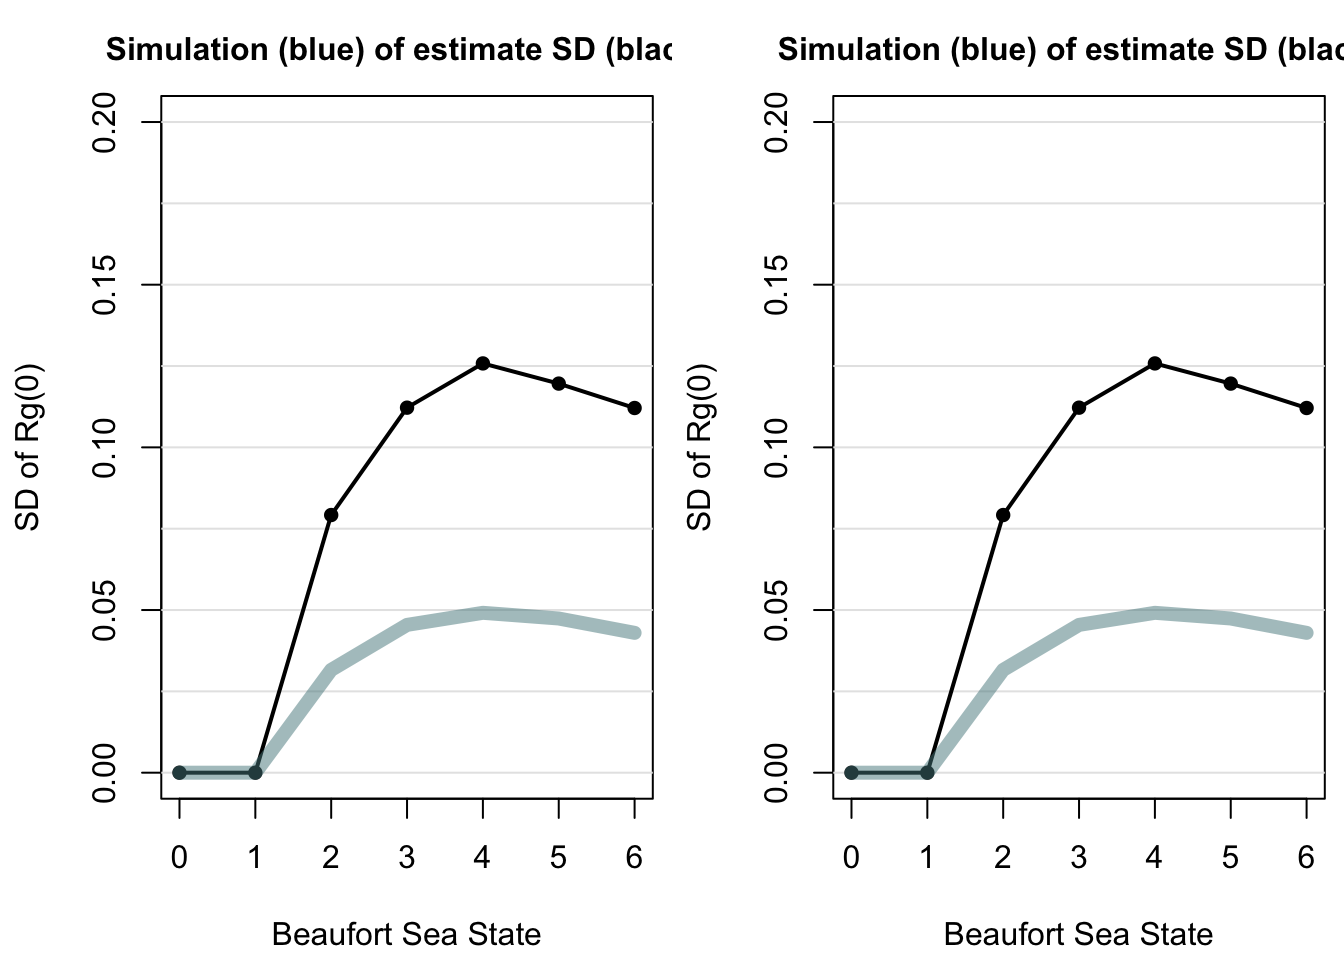 Simulation (blue) of estimate SD (blac
SD of Rg(0)
0.20
0.15
0.10
0.05
0.00
0 1 2 3 4 5 6
Beaufort Sea State
Simulation (blue) of estimate SD (blac
SD of Rg(0)
0.20
0.15
0.10
0.05
0.00
0 1 2 3 4 5 6
Beaufort Sea State